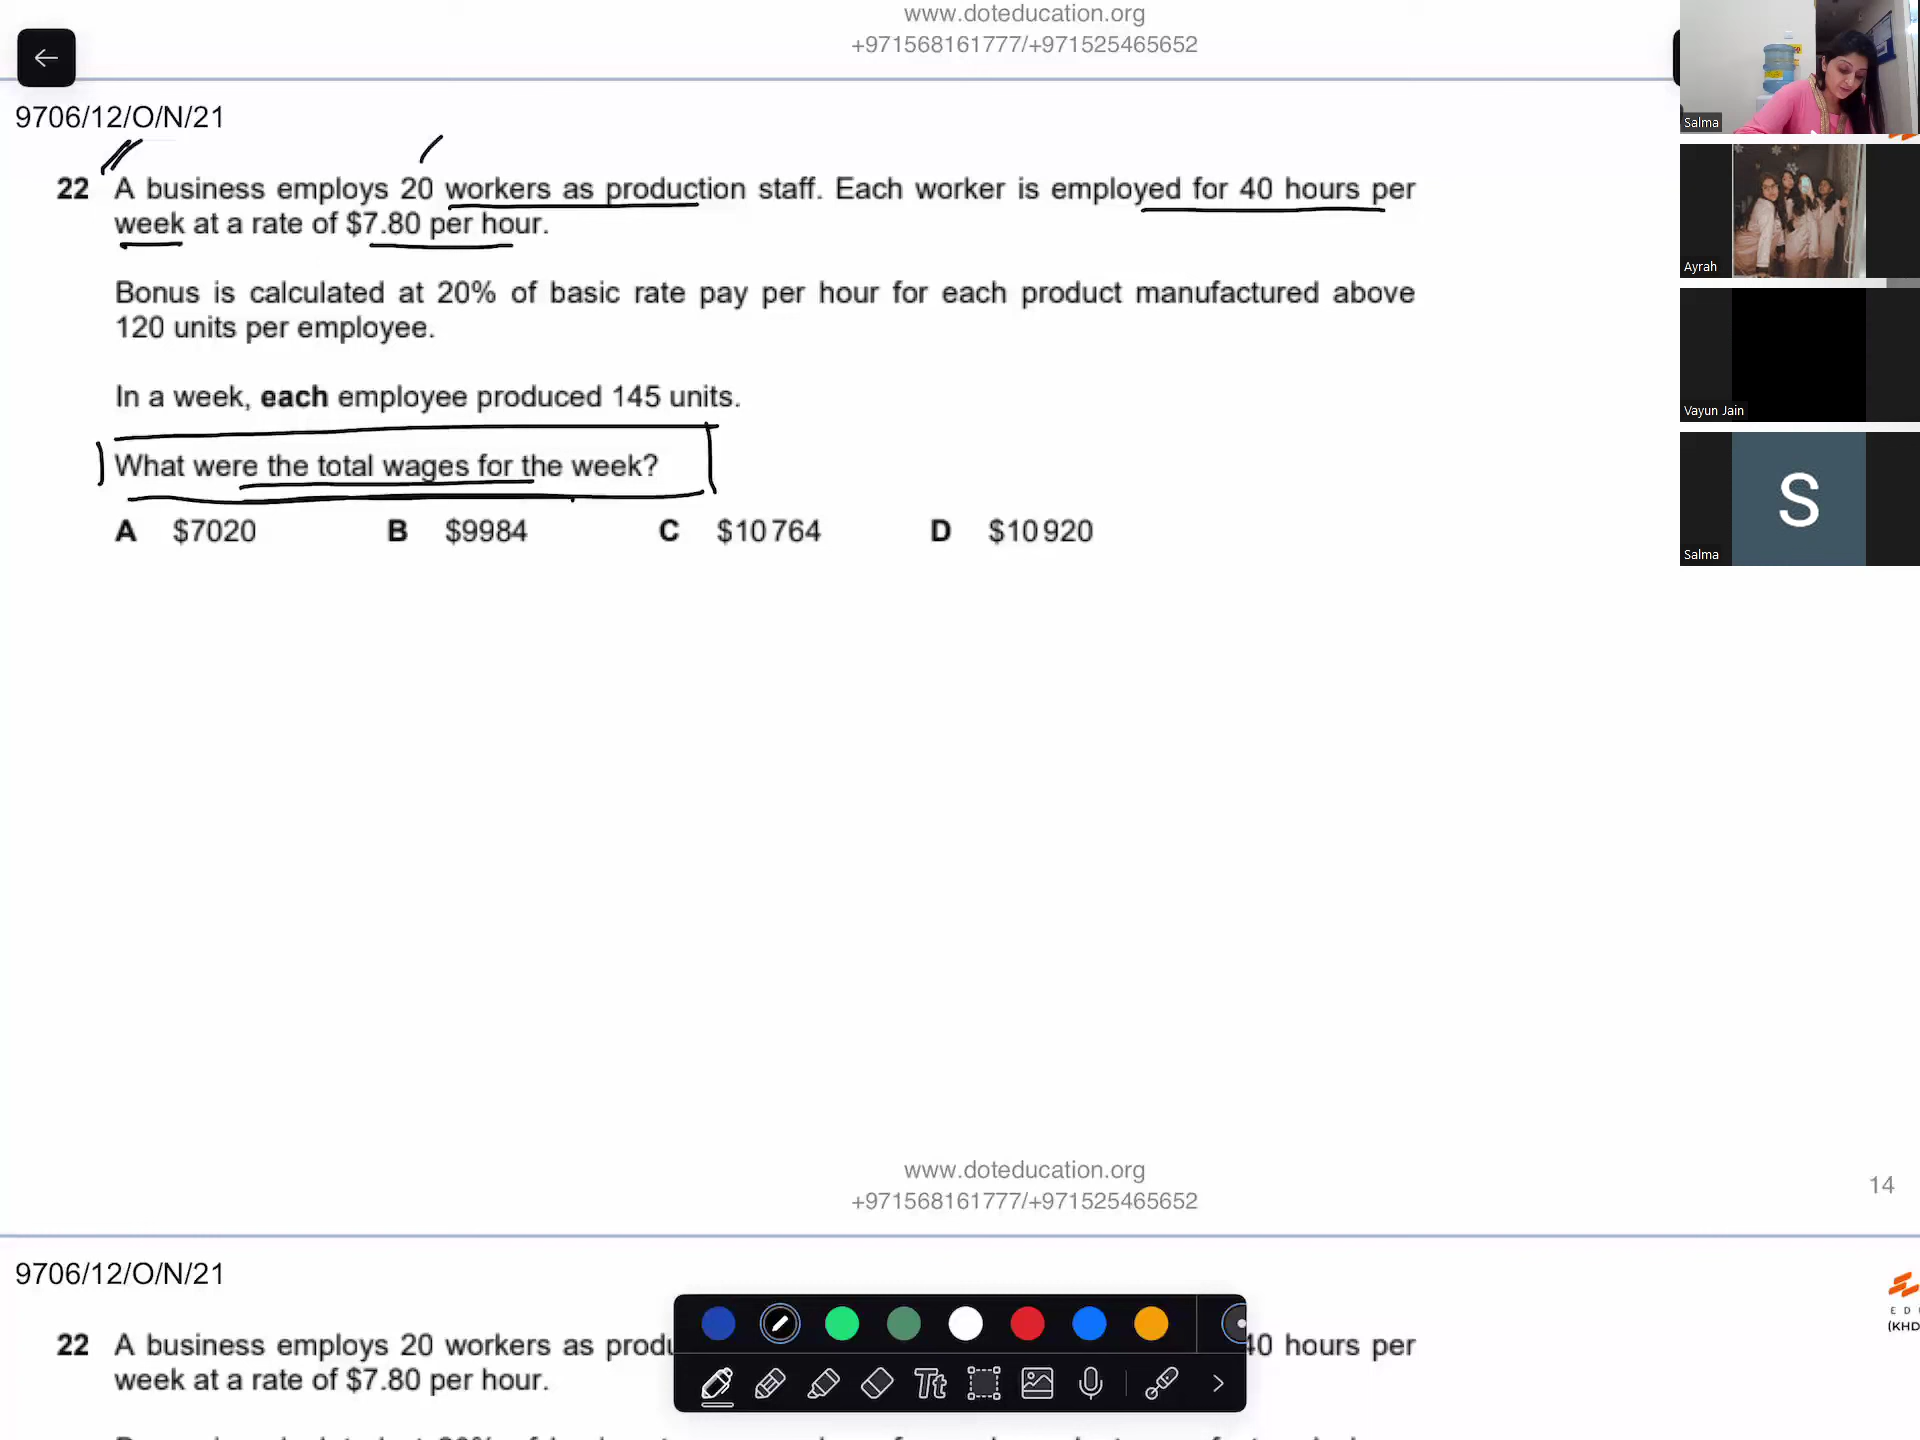 www.doteducation.org
+971568161777/+971525465652
9706/12/O/N/21
22 A business employs 20 workers as production staff. Each worker is employed for 40 hours per
week at a rate of $7.80 per hour.
Bonus is calculated at 20% of basic rate pay per hour for each product manufactured above
120 units per employee.
In a week, each employee produced 145 units.
What were the total wages for the week?
A $7020 B $9984 C $10764 D $10920
Salma
Ayrah
Vayun Jain
S
Salma
www.doteducation.org
+971568161777/+971525465652
14
9706/12/O/N/21
E D
(KHD
22 A business employs 20 workers as produ
40 hours per
week at a rate of $7.80 per hour.
Tt